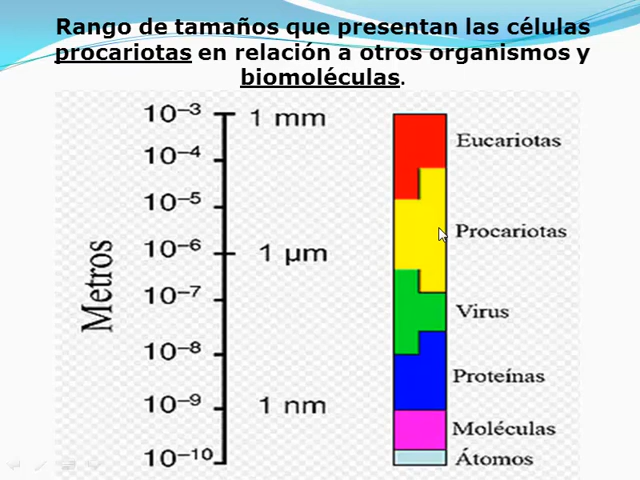 Rango de tamaños que presentan las células
procariotas en relación a otros organismos y
biomoléculas.
10⁻³ 1 mm
Eucariotas
10⁻⁴
10⁻⁵
Procariotas
10⁻⁶ 1 µm
Metros
10⁻⁷
Virus
10⁻⁸
Proteínas
10⁻⁹ 1 nm
Moléculas
10⁻¹⁰
Átomos